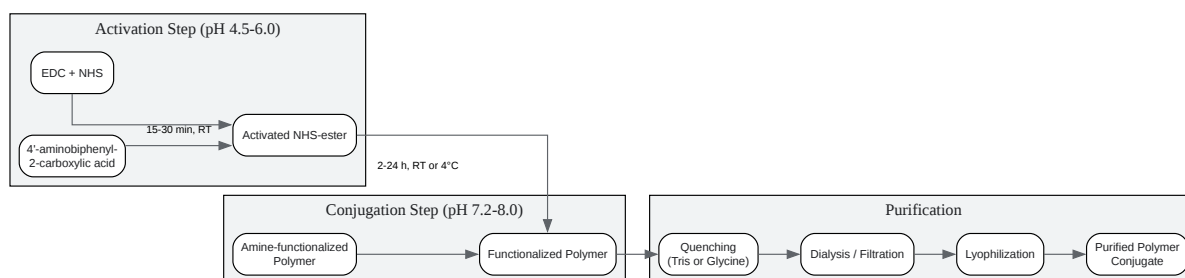 Activation Step (pH 4.5-6.0)
EDC + NHS
15-30 min, RT
4'-aminobiphenyl-
2-carboxylic acid
Activated NHS-ester
2-24 h, RT or 4°C
Conjugation Step (pH 7.2-8.0)
Amine-functionalized
Polymer
Functionalized Polymer
Purification
Quenching
(Tris or Glycine)
Dialysis / Filtration
Lyophilization
Purified Polymer
Conjugate